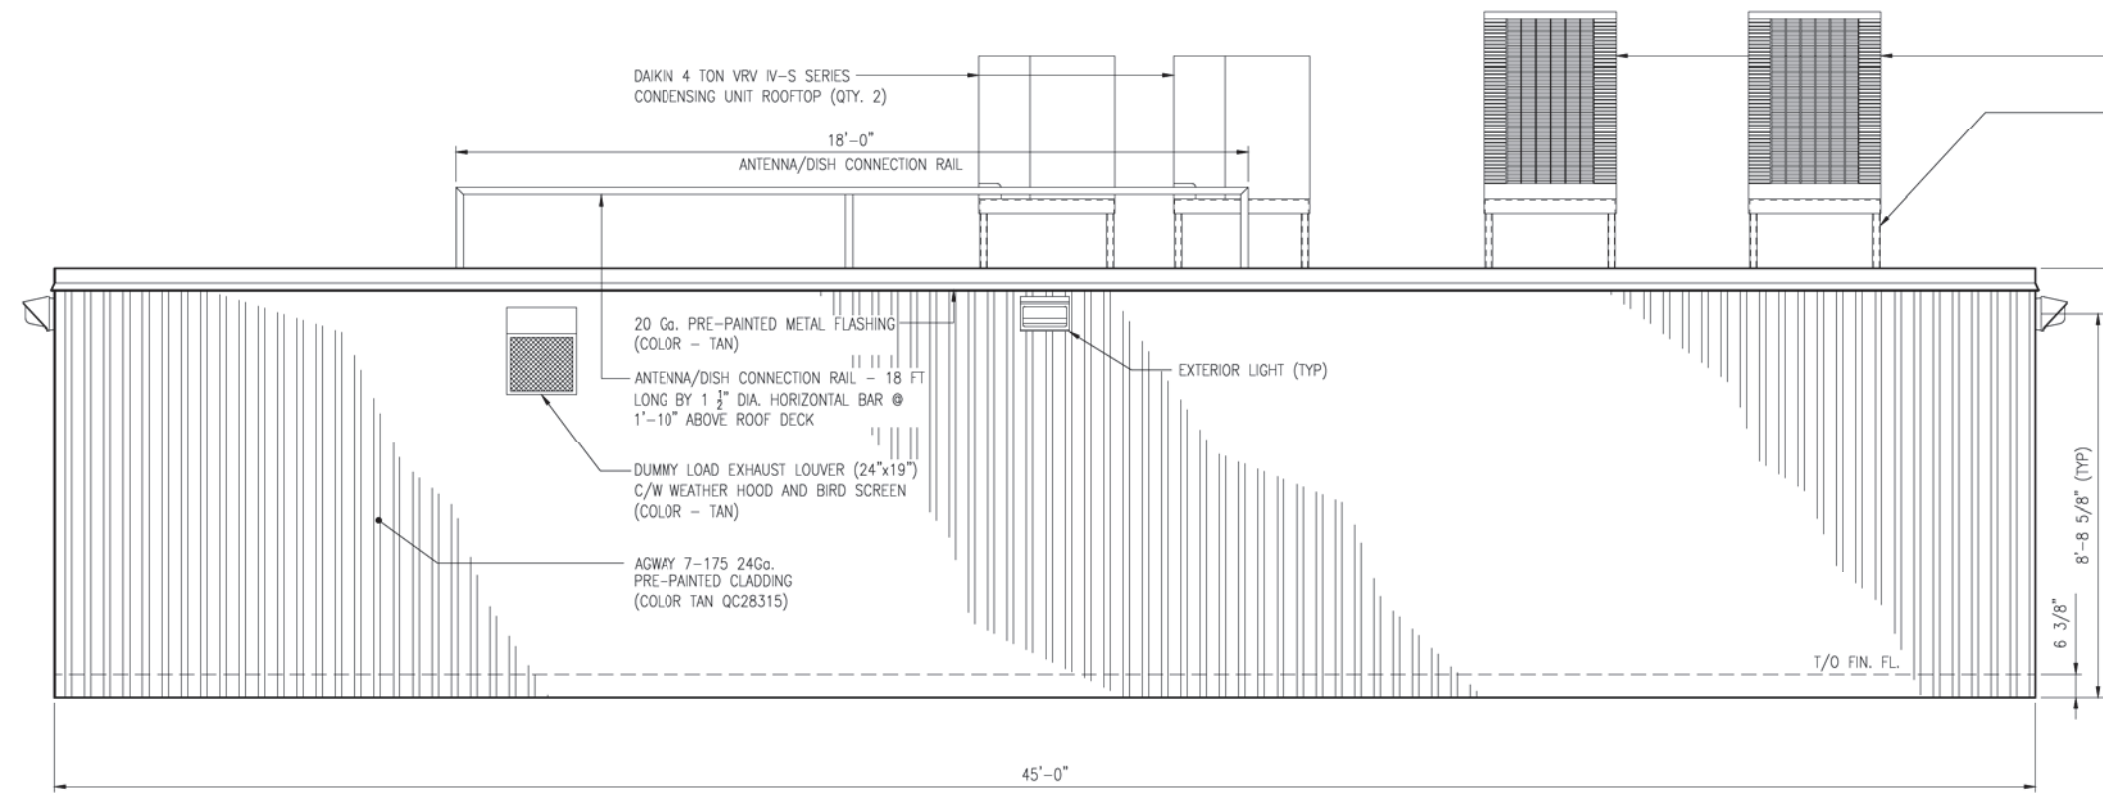 DAIKIN 4 TON VRV IV-S SERIES
CONDENSING UNIT ROOFTOP (QTY. 2)
18'-0"
ANTENNA/DISH CONNECTION RAIL
20 Ga. PRE-PAINTED METAL FLASHING
(COLOR - TAN)
ANTENNA/DISH CONNECTION RAIL - 18 FT
LONG BY 1 ½" DIA. HORIZONTAL BAR @
1'-10" ABOVE ROOF DECK
EXTERIOR LIGHT (TYP)
DUMMY LOAD EXHAUST LOUVER (24"x19")
C/W WEATHER HOOD AND BIRD SCREEN
(COLOR - TAN)
AGWAY 7-175 24Ga.
PRE-PAINTED CLADDING
(COLOR TAN QC28315)
8'-8 5/8" (TYP)
6 3/8"
T/O FIN. FL.
45'-0"